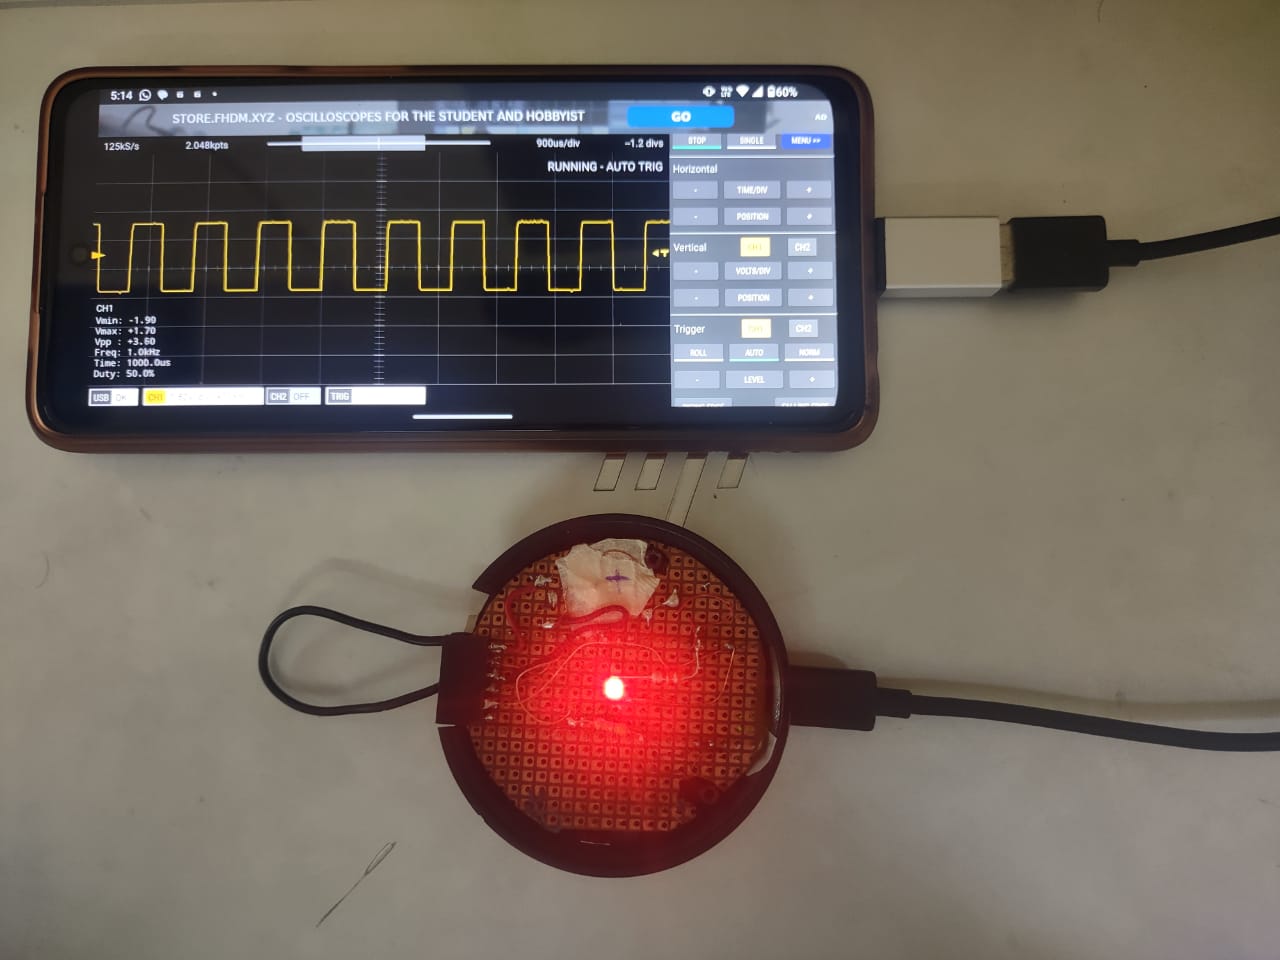 5:14 60%
STORE.FHDM.XYZ - OSCILLOSCOPES FOR THE STUDENT AND HOBBYIST GO AD
125kS/s 2.048kpts 900us/div -1.2 divs STOP SINGLE MENU >>
RUNNING - AUTO TRIG
Horizontal
- TIME/DIV +
- POSITION +
Vertical CH1 CH2
- VOLTS/DIV +
- POSITION +
Trigger CH1 CH2
ROLL AUTO NORM
- LEVEL +
CH1
Vmin: -1.90
Vmax: +1.70
Vpp : +3.60
Freq: 1.0kHz
Time: 1000.0us
Duty: 50.0%
USB OK CH1 CH2 OFF TRIG
+